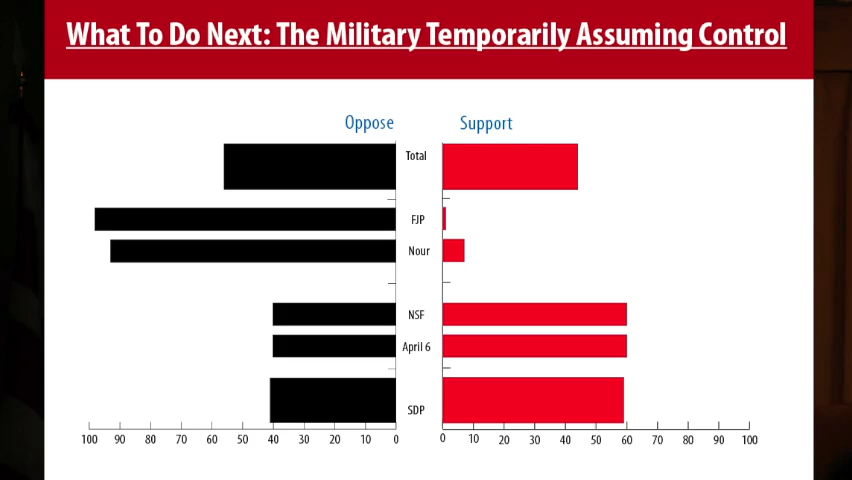 What To Do Next: The Military Temporarily Assuming Control
Oppose Support
Total
FJP
Nour
NSF
April 6
SDP
100 90 80 70 60 50 40 30 20 10 0 0 10 20 30 40 50 60 70 80 90 100